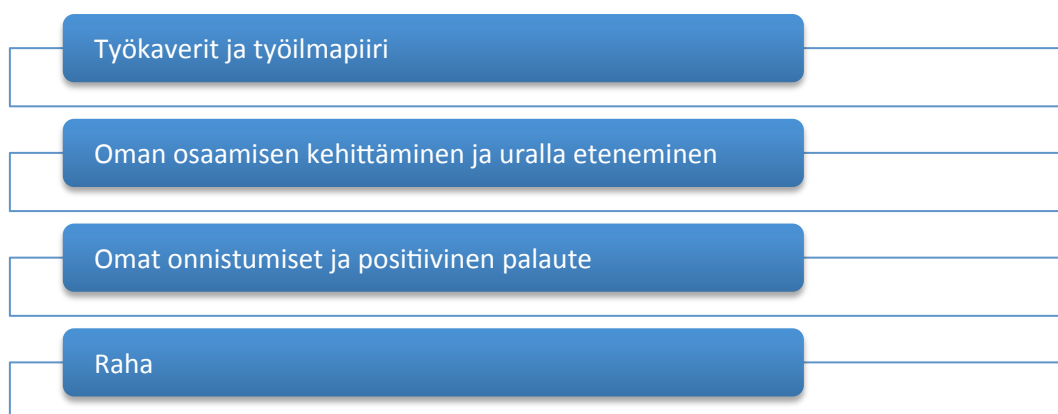 Työkaverit ja työilmapiiri
Oman osaamisen kehittäminen ja uralla eteneminen
Omat onnistumiset ja positiivinen palaute
Raha